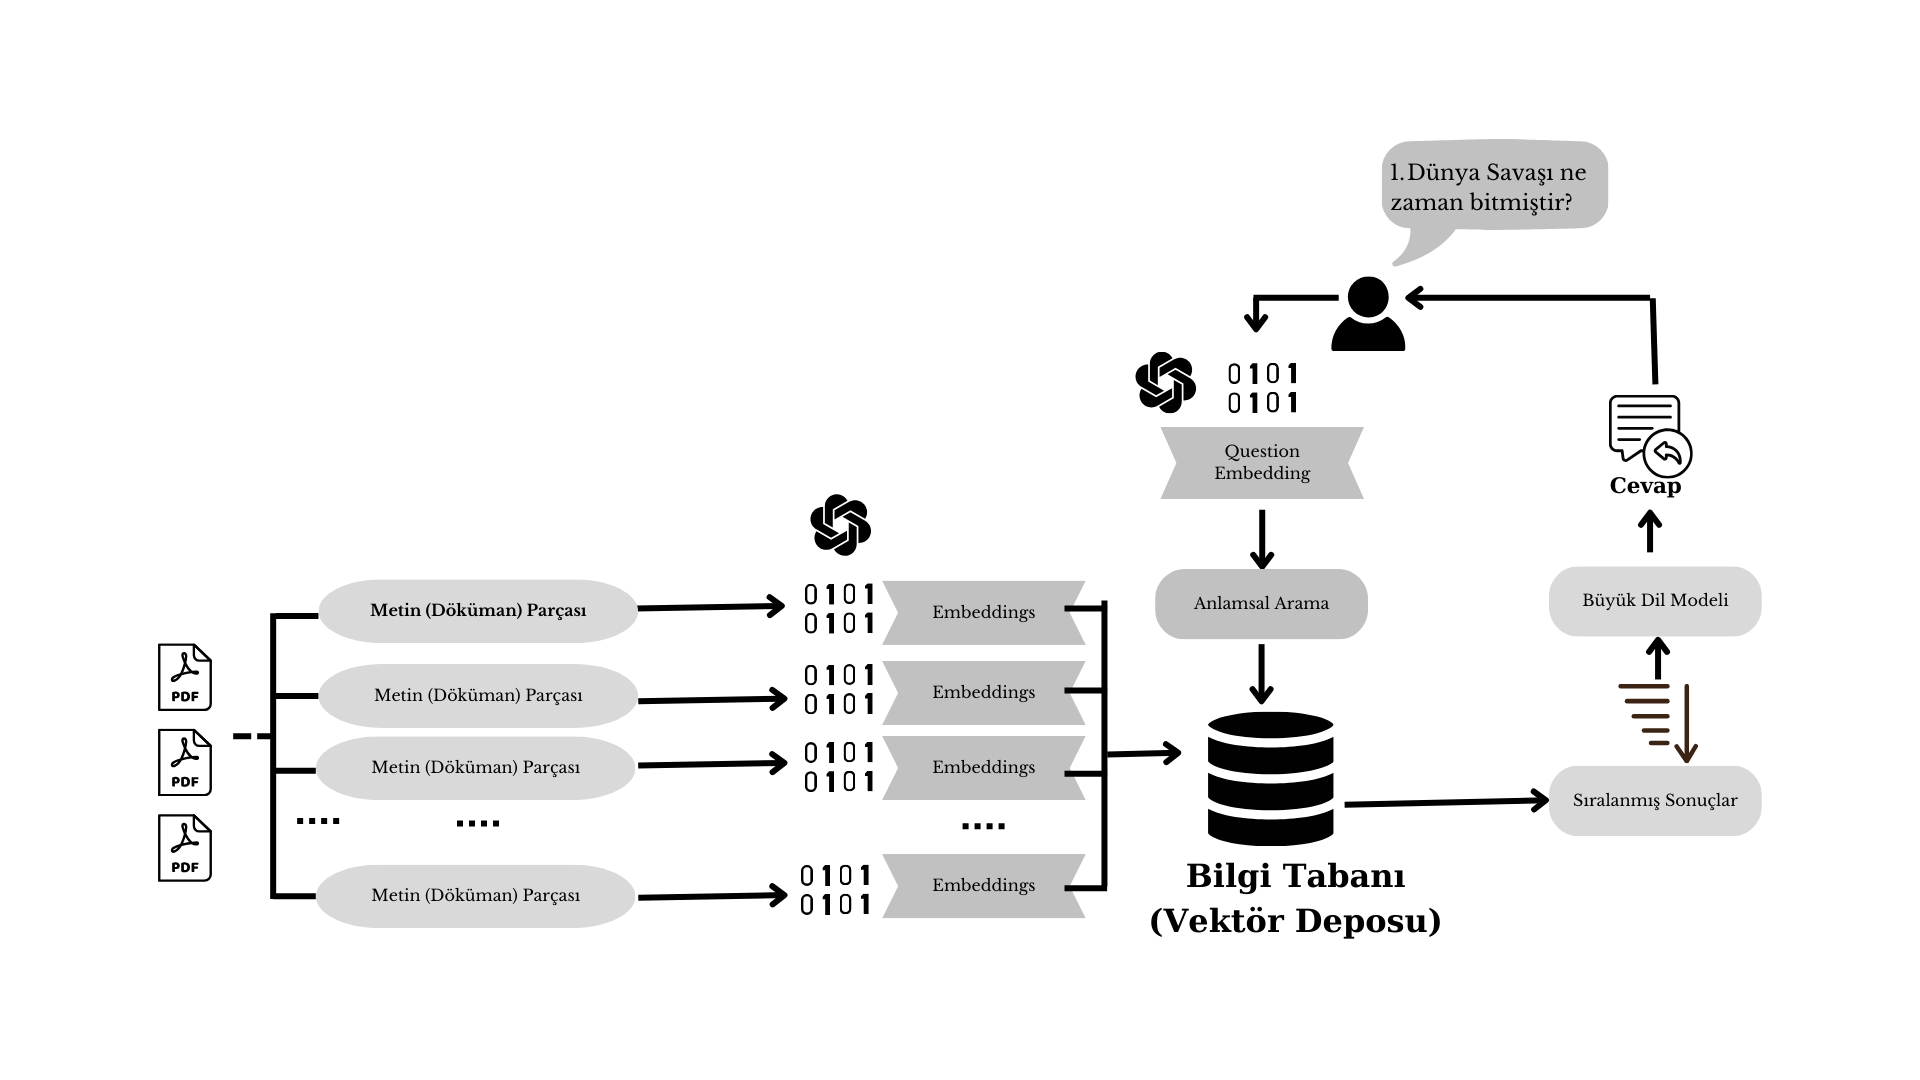 1.Dünya Savaşı ne
zaman bitmiştir?
0101
0101
Question
Embedding
Cevap
Anlamsal Arama
Büyük Dil Modeli
PDF
PDF
PDF
Metin (Döküman) Parçası
0101
0101
Embeddings
Metin (Döküman) Parçası
0101
0101
Embeddings
Metin (Döküman) Parçası
0101
0101
Embeddings
....
....
....
Metin (Döküman) Parçası
0101
0101
Embeddings
Sıralanmış Sonuçlar
Bilgi Tabanı
(Vektör Deposu)